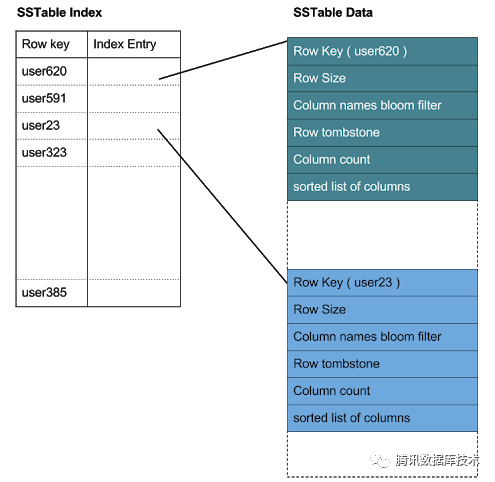 SSTable Index
Row key Index Entry
user620
user591
user23
user323
user385
SSTable Data
Row Key ( user620 )
Row Size
Column names bloom filter
Row tombstone
Column count
sorted list of columns
Row Key ( user23 )
Row Size
Column names bloom filter
Row tombstone
Column count
sorted list of columns
腾讯数据库技术